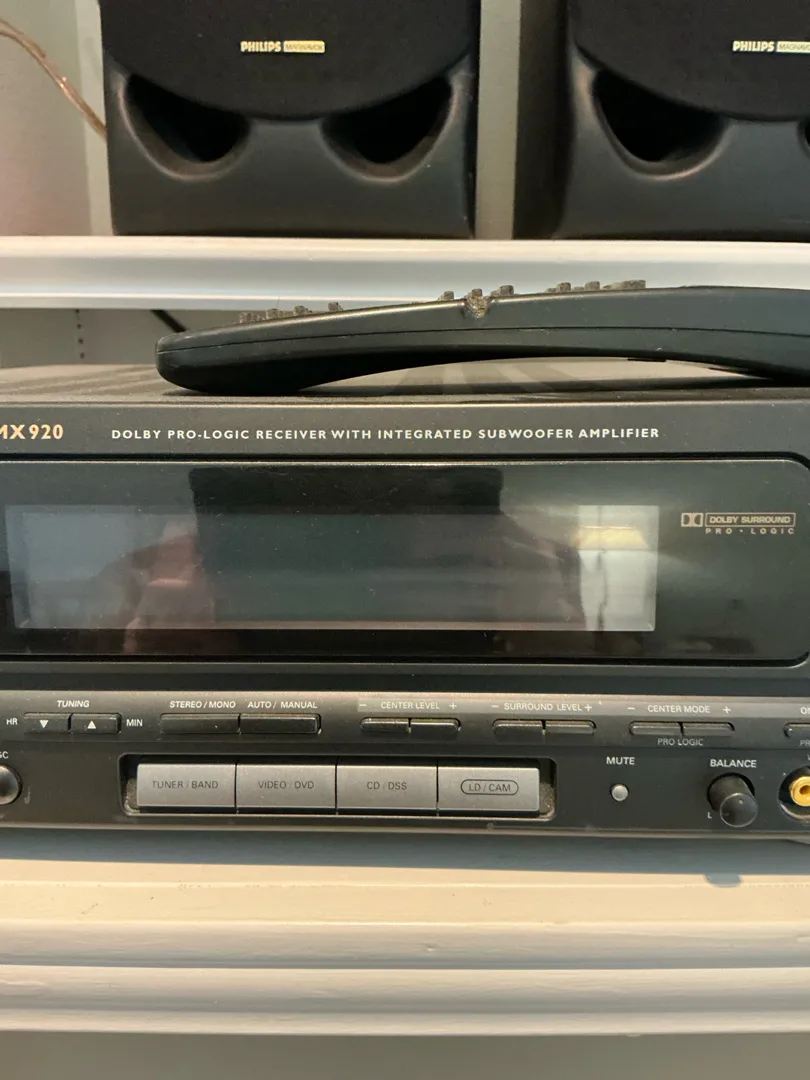 PHILIPS MAGNAVOX
PHILIPS MAGNAV
MX920
DOLBY PRO-LOGIC RECEIVER WITH INTEGRATED SUBWOOFER AMPLIFIER
DOLBY SURROUND
PRO • LOGIC
TUNING
HR ▼ ▲ MIN
STEREO / MONO
AUTO / MANUAL
− CENTER LEVEL +
− SURROUND LEVEL +
− CENTER MODE +
PRO LOGIC
TUNER / BAND
VIDEO / DVD
CD / DSS
LD / CAM
MUTE
BALANCE
L